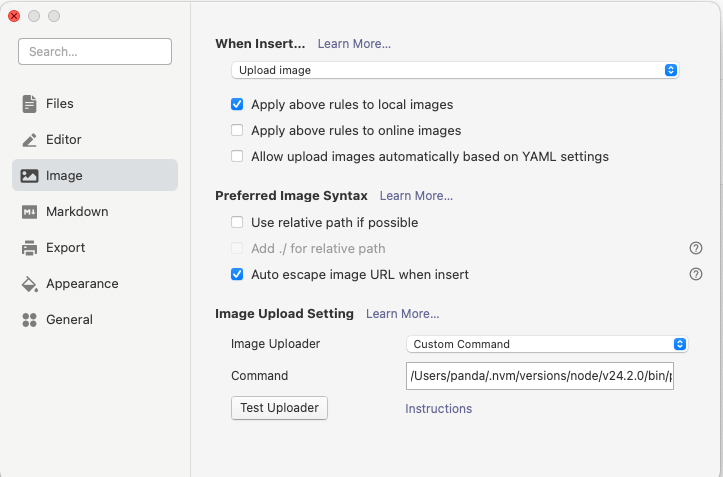 Search...
Files
Editor
Image
Markdown
Export
Appearance
General
When Insert... Learn More...
Upload image
Apply above rules to local images
Apply above rules to online images
Allow upload images automatically based on YAML settings
Preferred Image Syntax Learn More...
Use relative path if possible
Add ./ for relative path
Auto escape image URL when insert
Image Upload Setting Learn More...
Image Uploader Custom Command
Command /Users/panda/.nvm/versions/node/v24.2.0/bin/p
Test Uploader Instructions